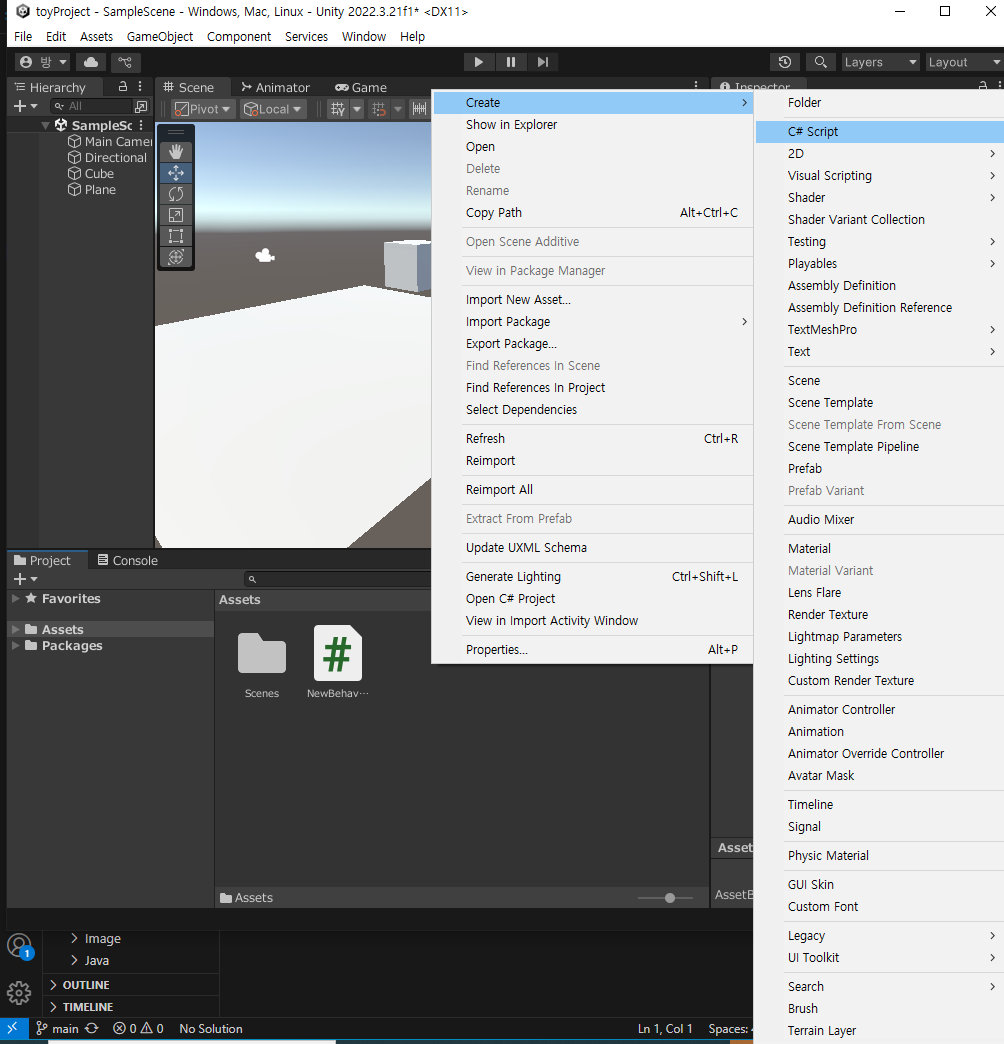 toyProject - SampleScene - Windows, Mac, Linux - Unity 2022.3.21f1* <DX11>
File Edit Assets GameObject Component Services Window Help
방
Layers
Layout
Hierarchy
Scene
Animator
Game
Inspector
All
Pivot
Local
SampleSc
Main Camer
Directional
Cube
Plane
Create
Show in Explorer
Open
Delete
Rename
Copy Path Alt+Ctrl+C
Open Scene Additive
View in Package Manager
Import New Asset...
Import Package
Export Package...
Find References In Scene
Find References In Project
Select Dependencies
Refresh Ctrl+R
Reimport
Reimport All
Extract From Prefab
Update UXML Schema
Generate Lighting Ctrl+Shift+L
Open C# Project
View in Import Activity Window
Properties... Alt+P
Folder
C# Script
2D
Visual Scripting
Shader
Shader Variant Collection
Testing
Playables
Assembly Definition
Assembly Definition Reference
TextMeshPro
Text
Scene
Scene Template
Scene Template From Scene
Scene Template Pipeline
Prefab
Prefab Variant
Audio Mixer
Material
Material Variant
Lens Flare
Render Texture
Lightmap Parameters
Lighting Settings
Custom Render Texture
Animator Controller
Animation
Animator Override Controller
Avatar Mask
Timeline
Signal
Physic Material
GUI Skin
Custom Font
Legacy
UI Toolkit
Search
Brush
Terrain Layer
Project
Console
Favorites
Assets
Packages
Assets
Scenes
#
NewBehav...
Assets
Asset
AssetB
1
Image
Java
OUTLINE
TIMELINE
main
0
0
No Solution
Ln 1, Col 1
Spaces: 4